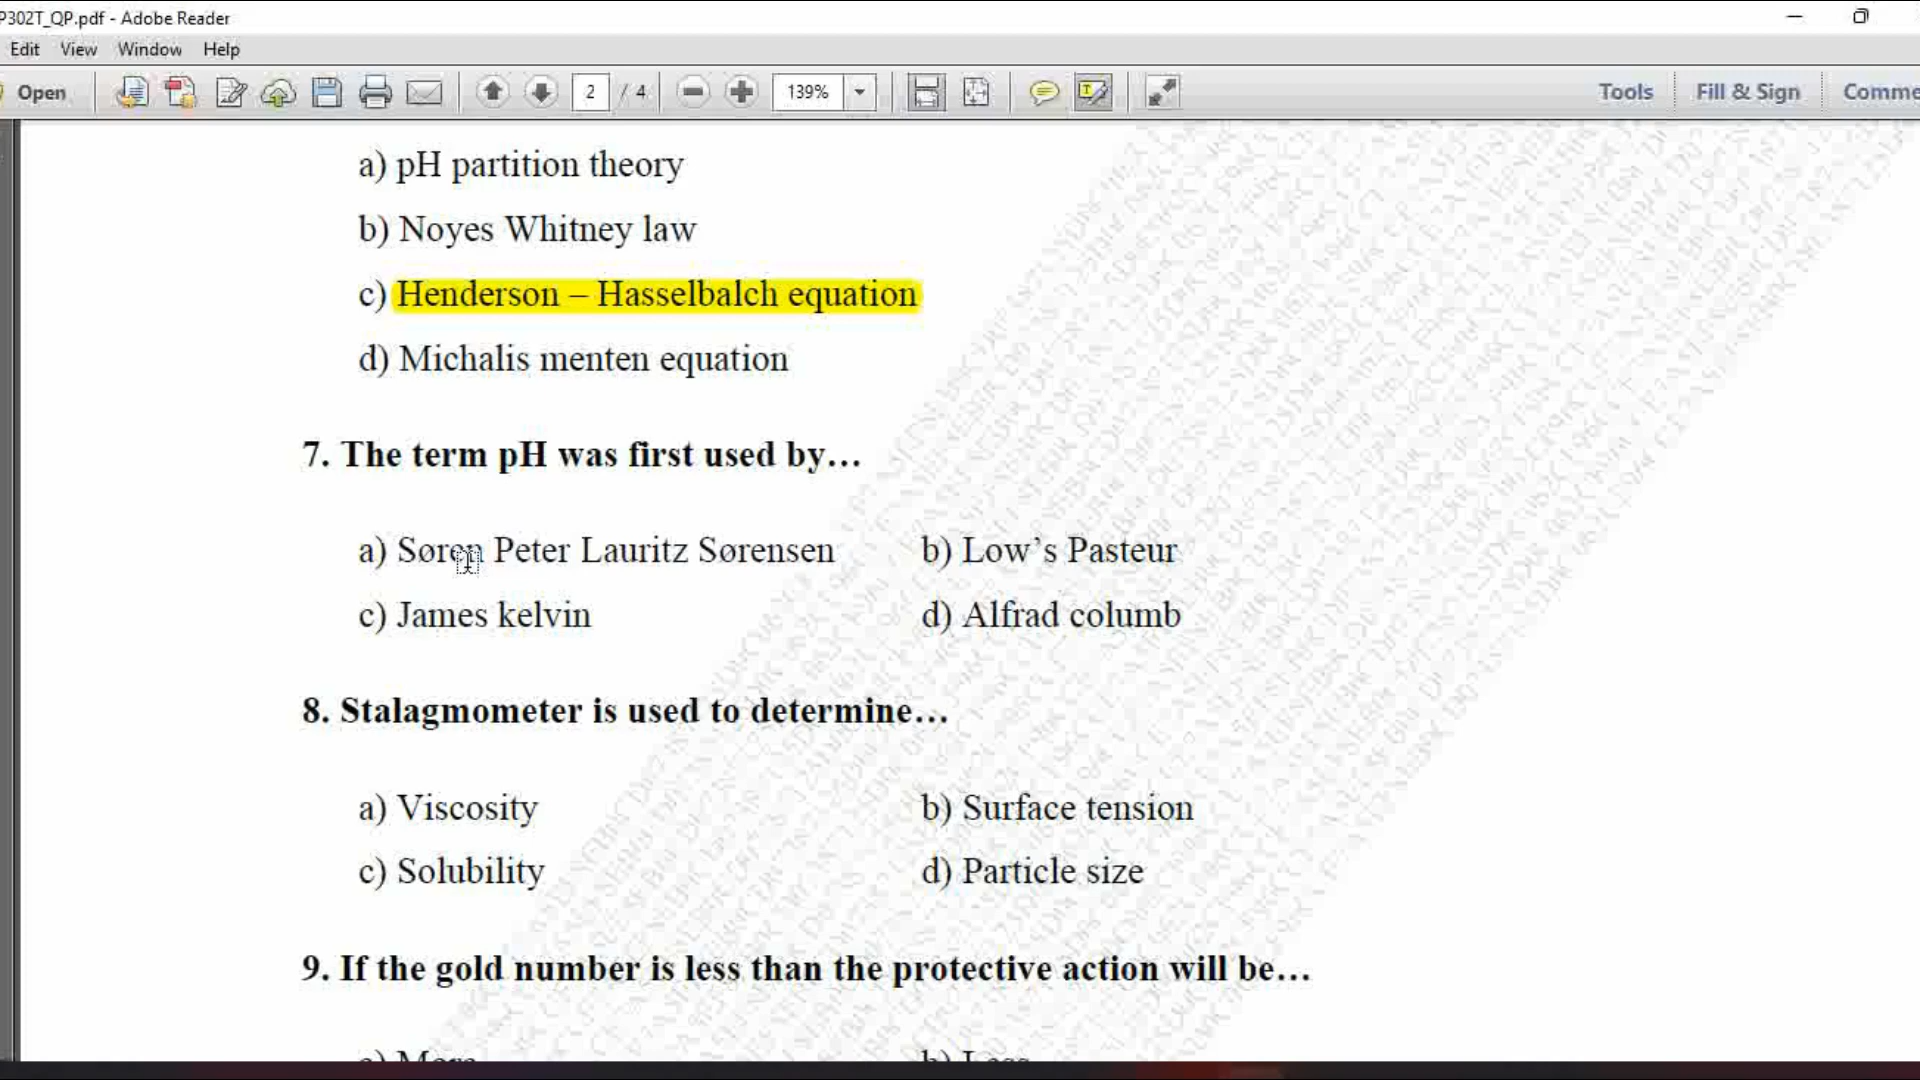 P302T_QP.pdf - Adobe Reader
Edit View Window Help
Open 2 / 4 139% Tools Fill & Sign Comme
a) pH partition theory
b) Noyes Whitney law
c) Henderson – Hasselbalch equation
d) Michalis menten equation
7. The term pH was first used by…
a) Søren Peter Lauritz Sørensen b) Low’s Pasteur
c) James kelvin d) Alfrad columb
8. Stalagmometer is used to determine…
a) Viscosity b) Surface tension
c) Solubility d) Particle size
9. If the gold number is less than the protective action will be…
a) More b) Less